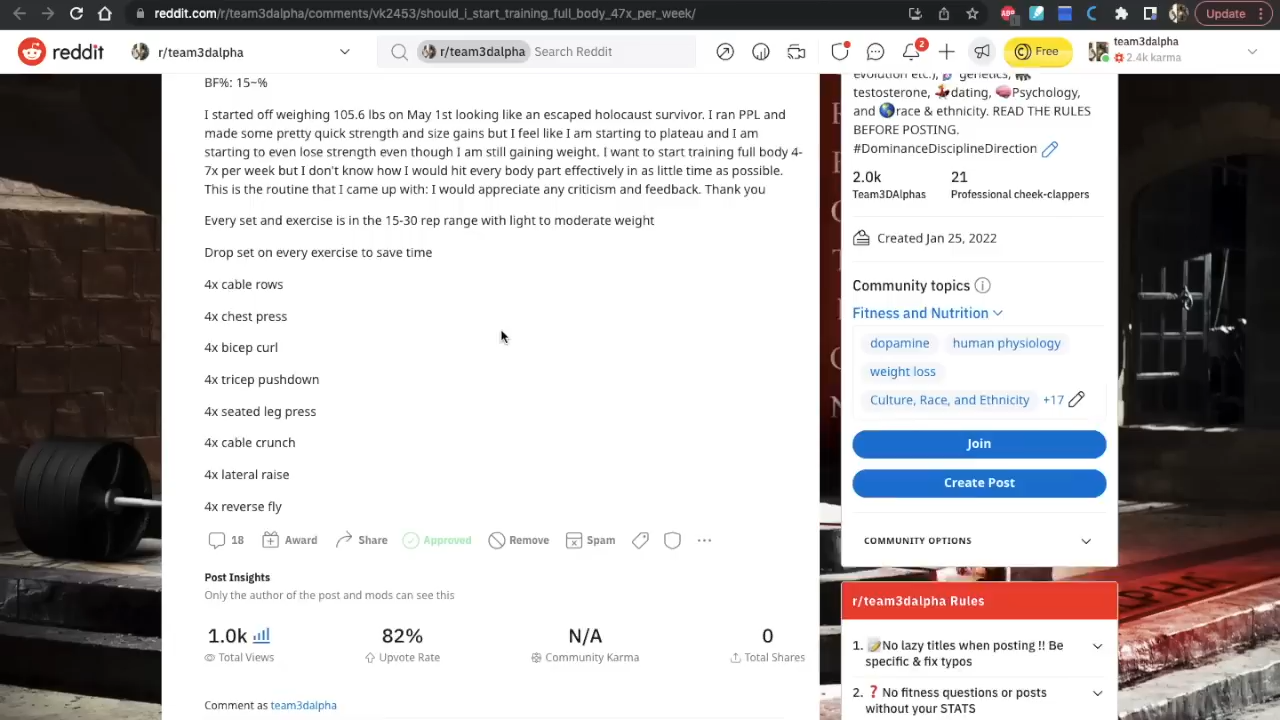 reddit.com/r/team3dalpha/comments/vk2453/should_i_start_training_full_body_47x_per_week/
Update
reddit
r/team3dalpha
r/team3dalpha Search Reddit
2
Free
team3dalpha
2.4k karma
BF%: 15~%
I started off weighing 105.6 lbs on May 1st looking like an escaped holocaust survivor. I ran PPL and
made some pretty quick strength and size gains but I feel like I am starting to plateau and I am
starting to even lose strength even though I am still gaining weight. I want to start training full body 4-
7x per week but I don't know how I would hit every body part effectively in as little time as possible.
This is the routine that I came up with: I would appreciate any criticism and feedback. Thank you
Every set and exercise is in the 15-30 rep range with light to moderate weight
Drop set on every exercise to save time
4x cable rows
4x chest press
4x bicep curl
4x tricep pushdown
4x seated leg press
4x cable crunch
4x lateral raise
4x reverse fly
18 Award Share Approved Remove Spam
Post Insights
Only the author of the post and mods can see this
1.0k 82% N/A 0
Total Views Upvote Rate Community Karma Total Shares
Comment as team3dalpha
evolution etc.), genetics,
testosterone, dating, Psychology,
and race & ethnicity. READ THE RULES
BEFORE POSTING.
#DominanceDisciplineDirection
2.0k 21
Team3DAlphas Professional cheek-clappers
Created Jan 25, 2022
Community topics
Fitness and Nutrition
dopamine human physiology
weight loss
Culture, Race, and Ethnicity +17
Join
Create Post
COMMUNITY OPTIONS
r/team3dalpha Rules
1. No lazy titles when posting !! Be
specific & fix typos
2. ❓ No fitness questions or posts
without your STATS